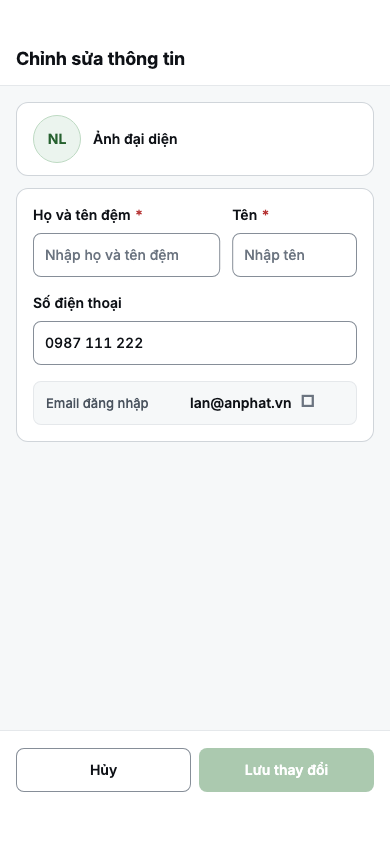 Chỉnh sửa thông tin
NL
Ảnh đại diện
Họ và tên đệm * Tên *
Nhập họ và tên đệm Nhập tên
Số điện thoại
0987 111 222
Email đăng nhập lan@anphat.vn
Hủy Lưu thay đổi